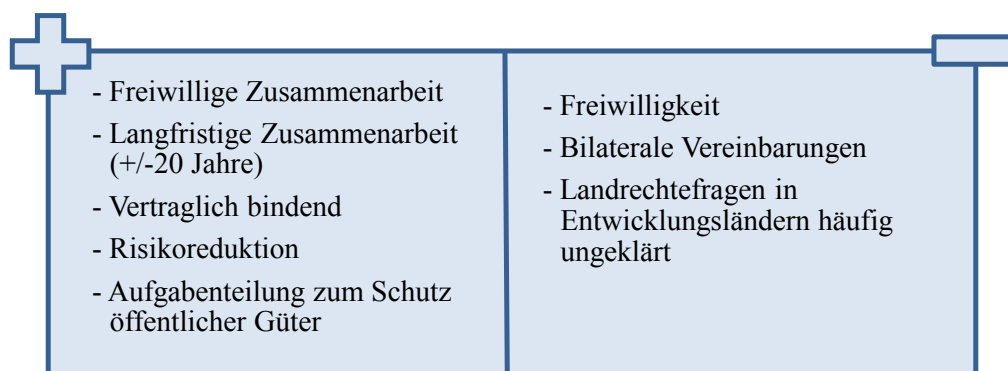 - Freiwillige Zusammenarbeit
- Langfristige Zusammenarbeit
(+/-20 Jahre)
- Vertraglich bindend
- Risikoreduktion
- Aufgabenteilung zum Schutz
öffentlicher Güter
- Freiwilligkeit
- Bilaterale Vereinbarungen
- Landrechtefragen in
Entwicklungsländern häufig
ungeklärt